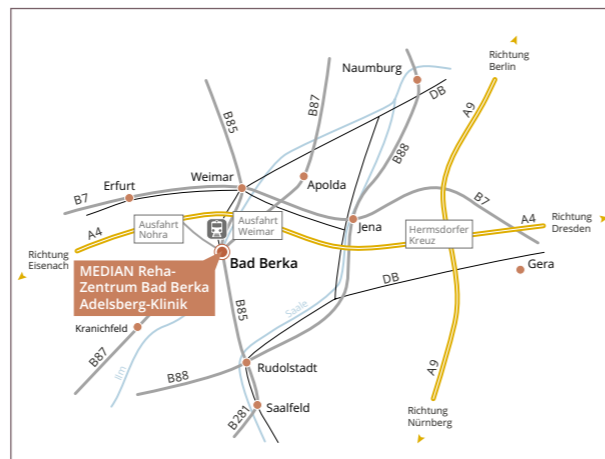 Richtung
Berlin
Naumburg
DB
A9
B85
B87
B88
Weimar
Erfurt
B7
Apolda
B7
Ausfahrt
Nohra
Ausfahrt
Weimar
Jena
Hermsdorfer
Kreuz
A4
Richtung
Dresden
A4
Richtung
Eisenach
Bad Berka
MEDIAN Reha-
Zentrum Bad Berka
Adelsberg-Klinik
Gera
DB
B85
Saale
Kranichfeld
B87
Ilm
B88
Rudolstadt
A9
B281
Saalfeld
Richtung
Nürnberg